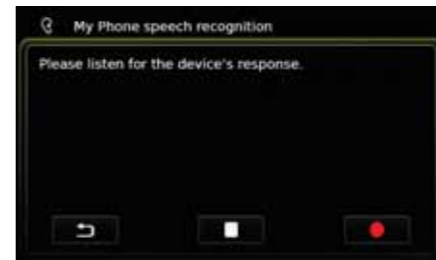 My Phone speech recognition
Please listen for the device's response.